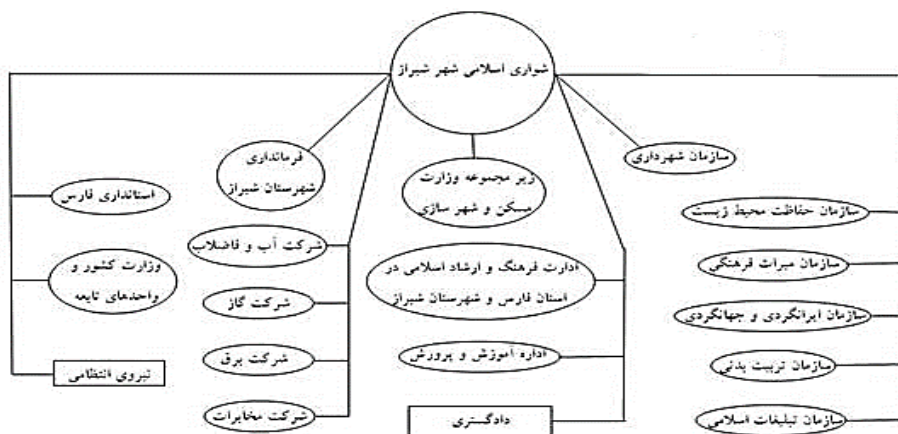 شواری اسلامی شهر شیراز
سازمان شهرداری
زیر مجموعه وزارت
مسکن و شهر سازی
فرمانداری
شهرستان شیراز
سازمان حفاظت محیط زیست
سازمان میراث فرهنگی
سازمان ایرانگردی و جهانگردی
سازمان تربیت بدنی
سازمان تبلیغات اسلامی
ادارت فرهنگ و ارشاد اسلامی در
استان فارس و شهرستان شیراز
اداره آموزش و پرورش
دادگستری
شرکت آب و فاضلاب
شرکت گاز
شرکت برق
شرکت مخابرات
استانداری فارس
وزارت کشور و
واحدهای تابعه
نیروی انتظامی